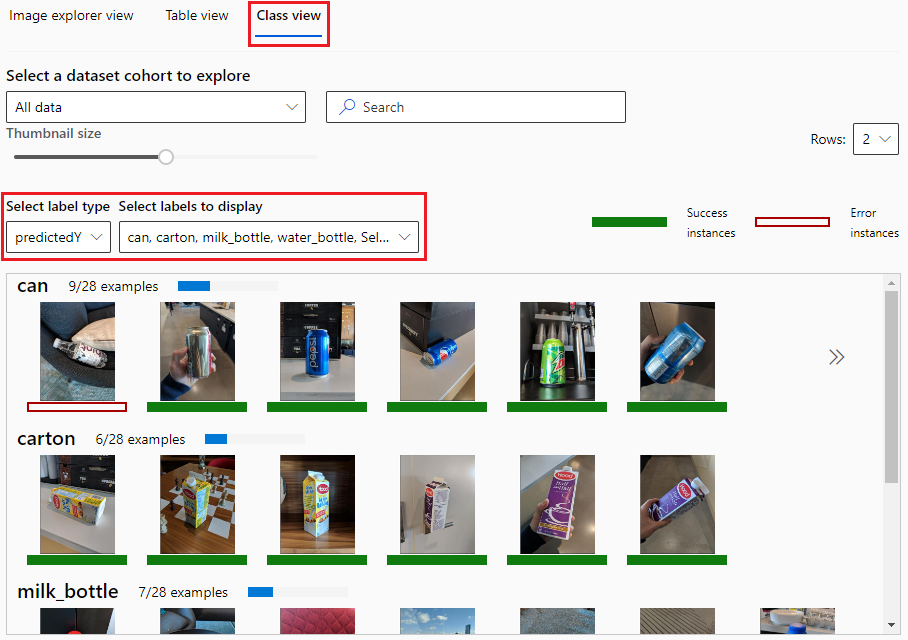 Image explorer view Table view Class view
Select a dataset cohort to explore
All data Search
Thumbnail size
Rows: 2
Select label type Select labels to display
predictedY can, carton, milk_bottle, water_bottle, Sel...
Success instances
Error instances
can 9/28 examples
pepsi
carton 6/28 examples
Hood
Hood
milk_bottle 7/28 examples